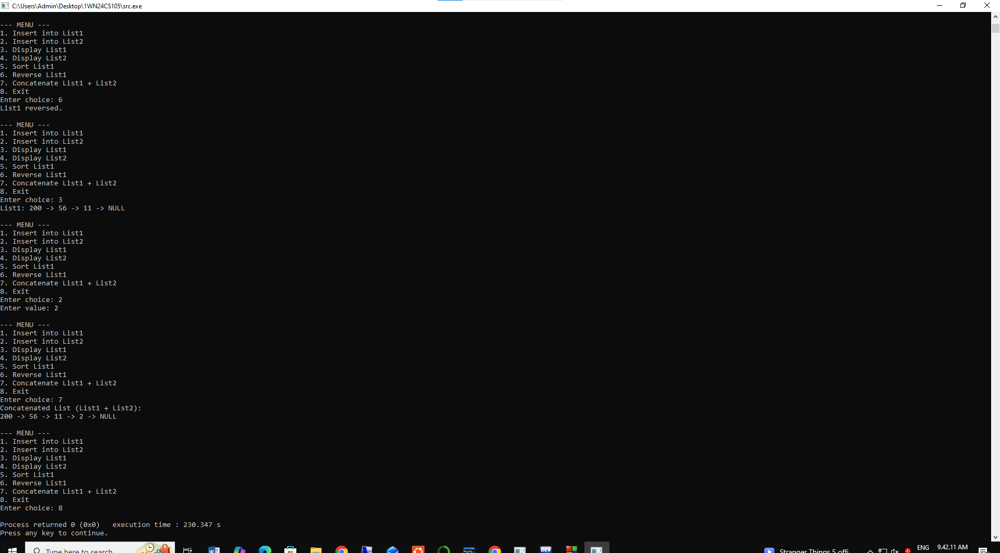 C:\Users\Admin\Desktop\1WN24CS105\src.exe
--- MENU ---
1. Insert into List1
2. Insert into List2
3. Display List1
4. Display List2
5. Sort List1
6. Reverse List1
7. Concatenate List1 + List2
8. Exit
Enter choice: 6
List1 reversed.
--- MENU ---
1. Insert into List1
2. Insert into List2
3. Display List1
4. Display List2
5. Sort List1
6. Reverse List1
7. Concatenate List1 + List2
8. Exit
Enter choice: 3
List1: 200 -> 56 -> 11 -> NULL
--- MENU ---
1. Insert into List1
2. Insert into List2
3. Display List1
4. Display List2
5. Sort List1
6. Reverse List1
7. Concatenate List1 + List2
8. Exit
Enter choice: 2
Enter value: 2
--- MENU ---
1. Insert into List1
2. Insert into List2
3. Display List1
4. Display List2
5. Sort List1
6. Reverse List1
7. Concatenate List1 + List2
8. Exit
Enter choice: 7
Concatenated List (List1 + List2):
200 -> 56 -> 11 -> 2 -> NULL
--- MENU ---
1. Insert into List1
2. Insert into List2
3. Display List1
4. Display List2
5. Sort List1
6. Reverse List1
7. Concatenate List1 + List2
8. Exit
Enter choice: 8
Process returned 0 (0x0)   execution time : 230.347 s
Press any key to continue.
Type here to search
MySQL
DEV
Stranger Things 5 offi
ENG
9.42.11 AM